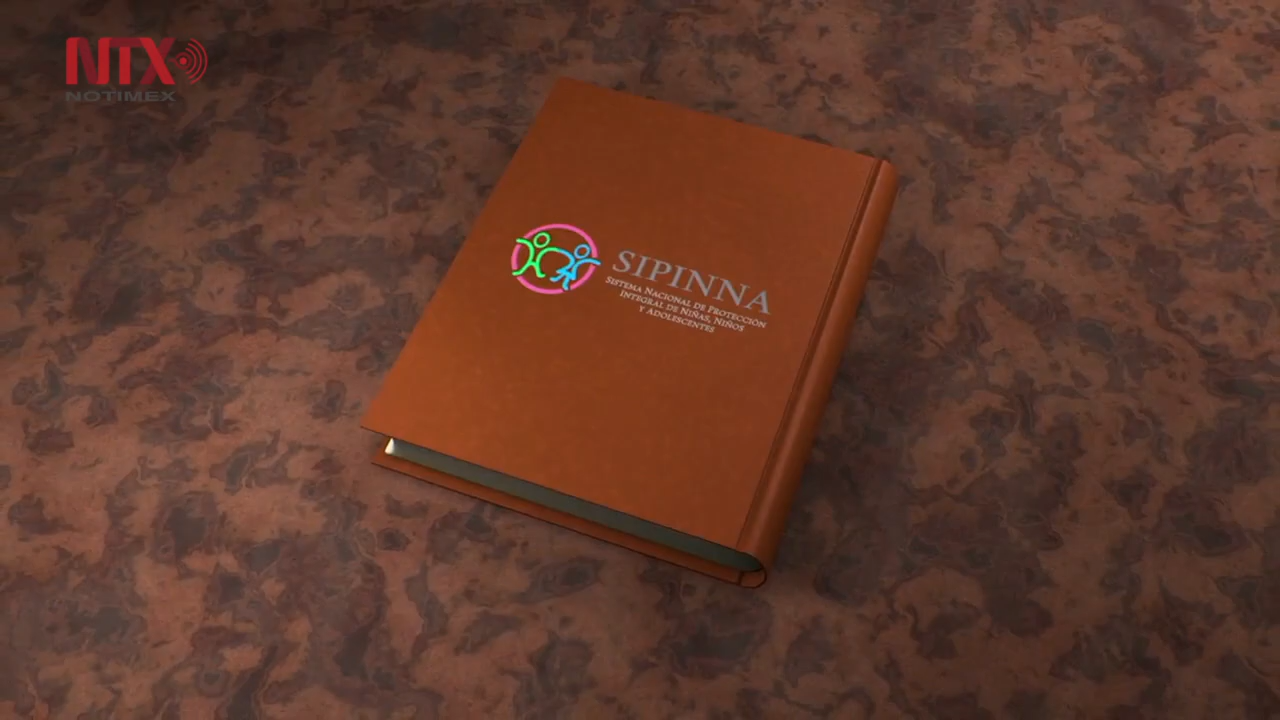 NTX
NOTIMEX
SIPINNA
SISTEMA NACIONAL DE PROTECCIÓN
INTEGRAL DE NIÑAS, NIÑOS
Y ADOLESCENTES